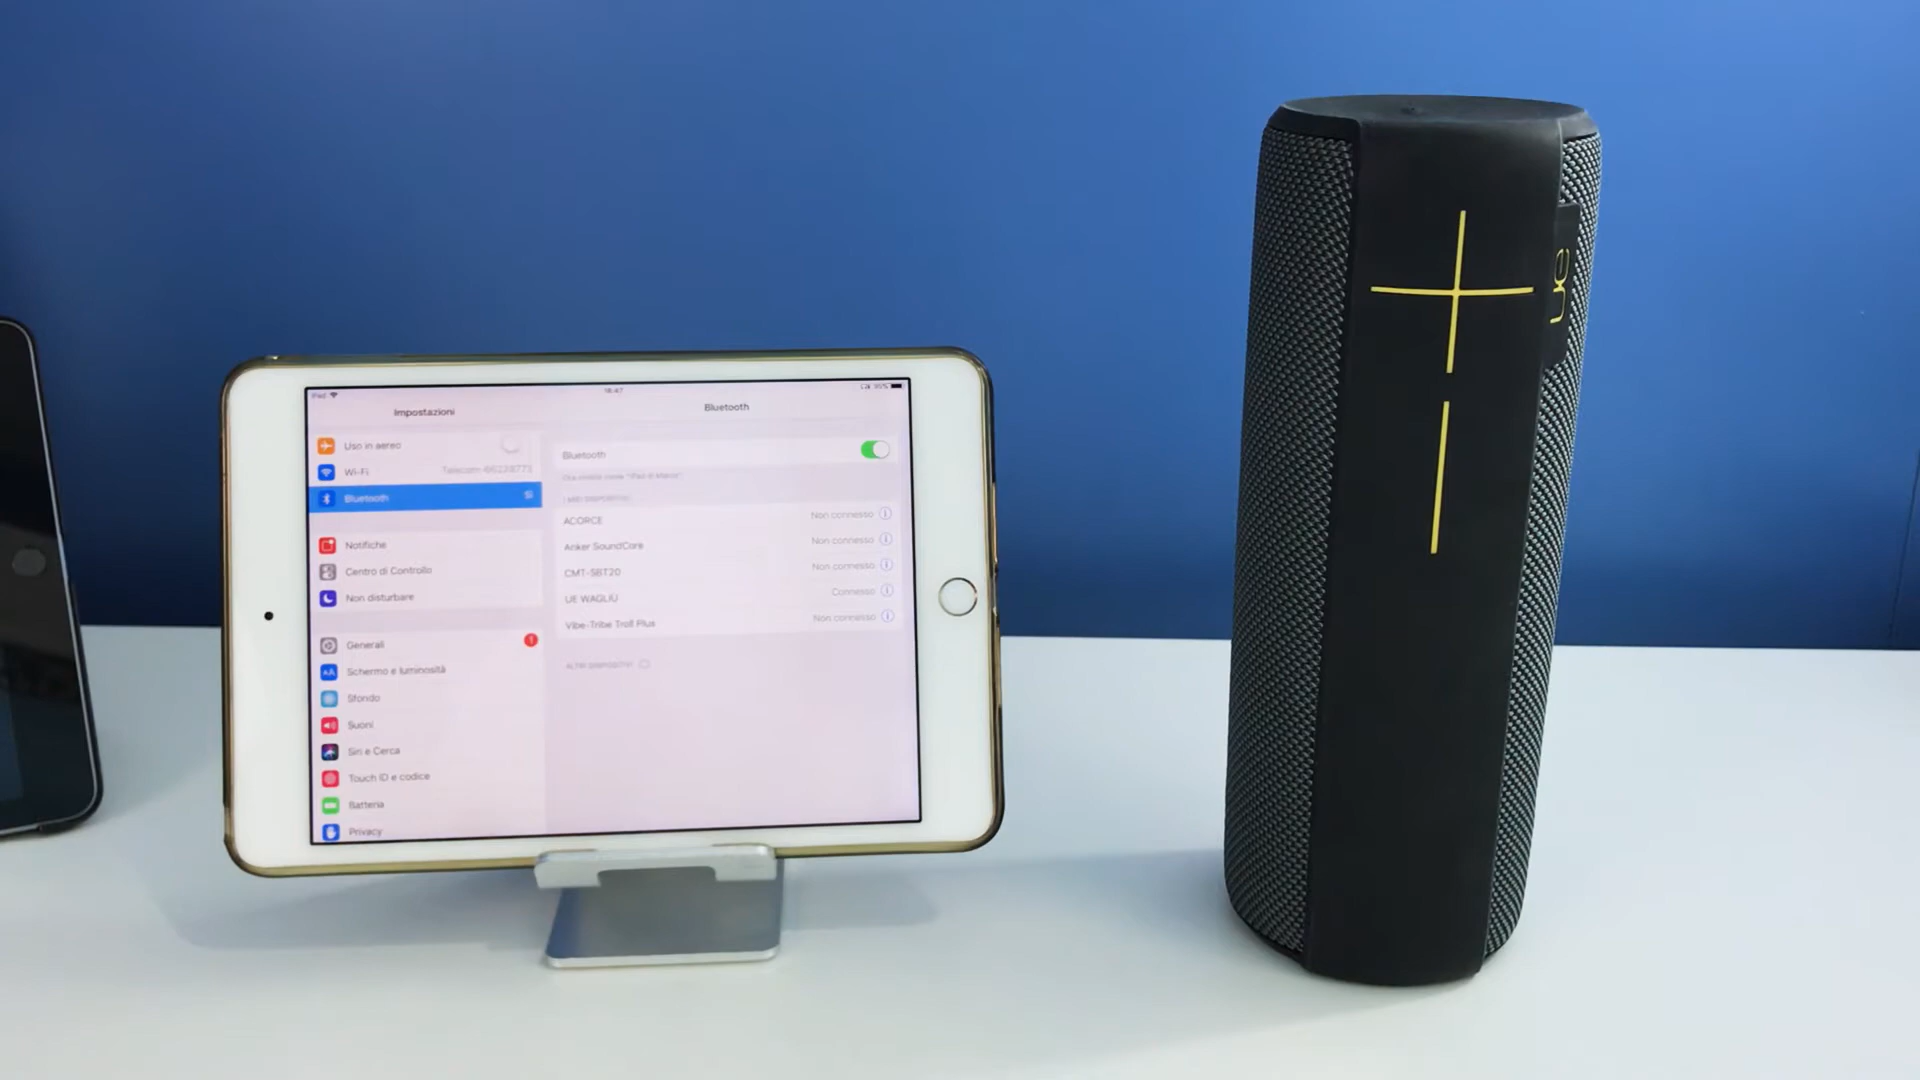 iPad
Impostazioni
Uso in aereo
Wi-Fi
Bluetooth
Notifiche
Centro di Controllo
Non disturbare
Generali 1
Schermo e luminosità
Sfondo
Suoni
Siri e Cerca
Touch ID e codice
Batteria
Privacy
Bluetooth
Bluetooth
ACORCE Non connesso
Anker SoundCore Non connesso
CMT-SBT20 Non connesso
UE WAGLIU Connesso
Vibe-Tribe Troll Plus Non connesso
ue